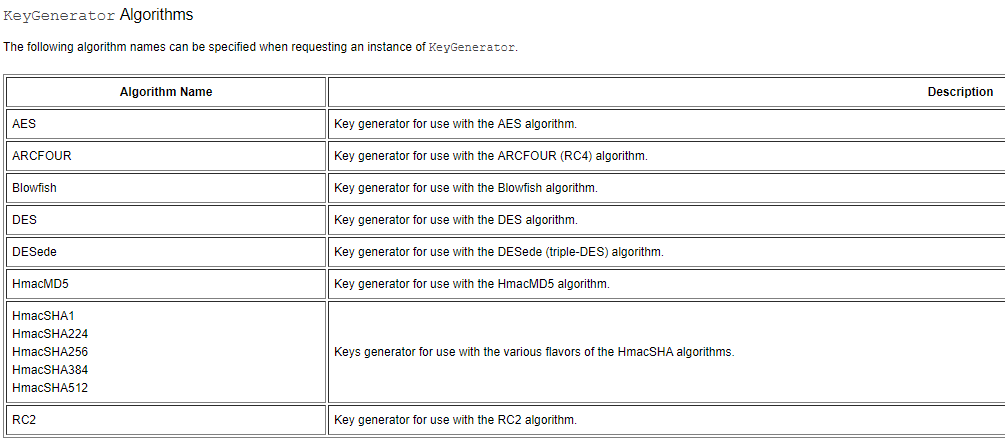 KeyGenerator Algorithms
The following algorithm names can be specified when requesting an instance of KeyGenerator.
Algorithm Name Description
AES Key generator for use with the AES algorithm.
ARCFOUR Key generator for use with the ARCFOUR (RC4) algorithm.
Blowfish Key generator for use with the Blowfish algorithm.
DES Key generator for use with the DES algorithm.
DESede Key generator for use with the DESede (triple-DES) algorithm.
HmacMD5 Key generator for use with the HmacMD5 algorithm.
HmacSHA1
HmacSHA224
HmacSHA256
HmacSHA384
HmacSHA512
Keys generator for use with the various flavors of the HmacSHA algorithms.
RC2 Key generator for use with the RC2 algorithm.